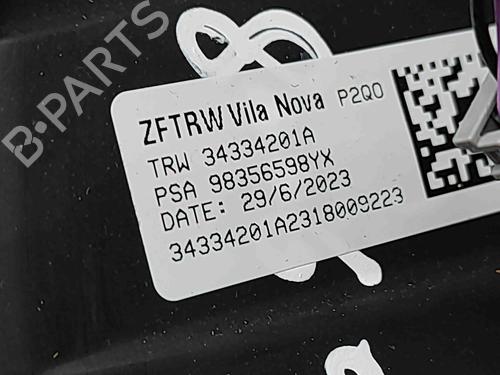 B-PARTS
ZFTRW Vila Nova P2Q0
TRW 34334201A
PSA 98356598YX
DATE: 29/6/2023
34334201A2318009223